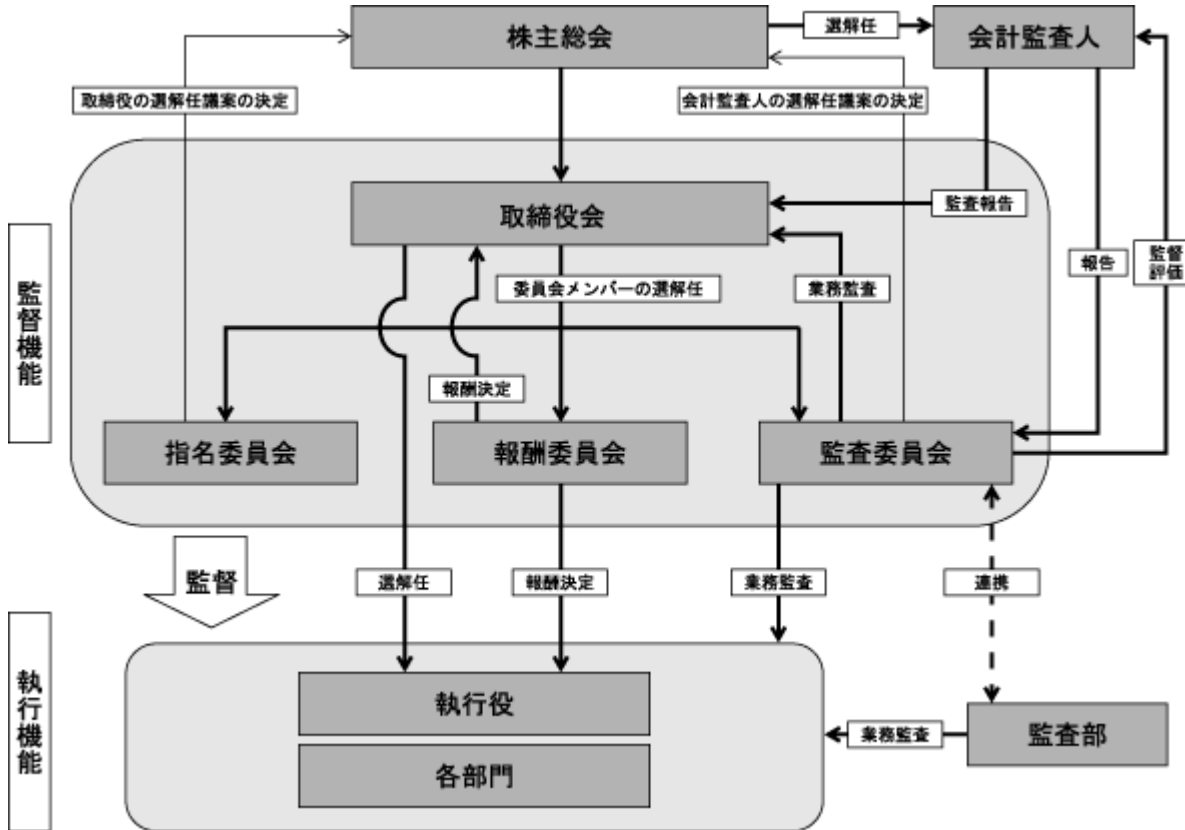 株主総会
選解任
会計監査人
取締役の選解任議案の決定
会計監査人の選解任議案の決定
取締役会
監査報告
監督機能
委員会メンバーの選解任
業務監査
報告
監督
評価
報酬決定
指名委員会
報酬委員会
監査委員会
監督
選解任
報酬決定
業務監査
連携
執行機能
執行役
業務監査
監査部
各部門